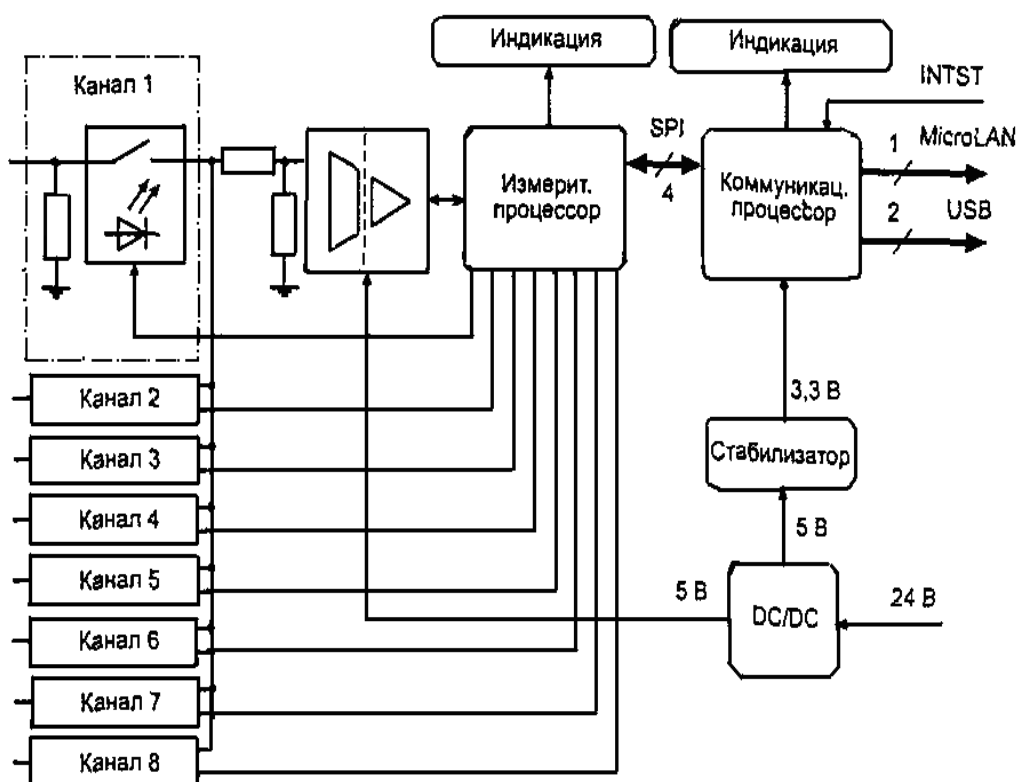 Индикация
Индикация
Канал 1
INTST
SPI
4
1
MicroLAN
Измерит.
процессор
Коммуникац.
процессор
2
USB
Канал 2
Канал 3
Канал 4
Канал 5
Канал 6
Канал 7
Канал 8
3,3 В
Стабилизатор
5 В
5 В
DC/DC
24 В